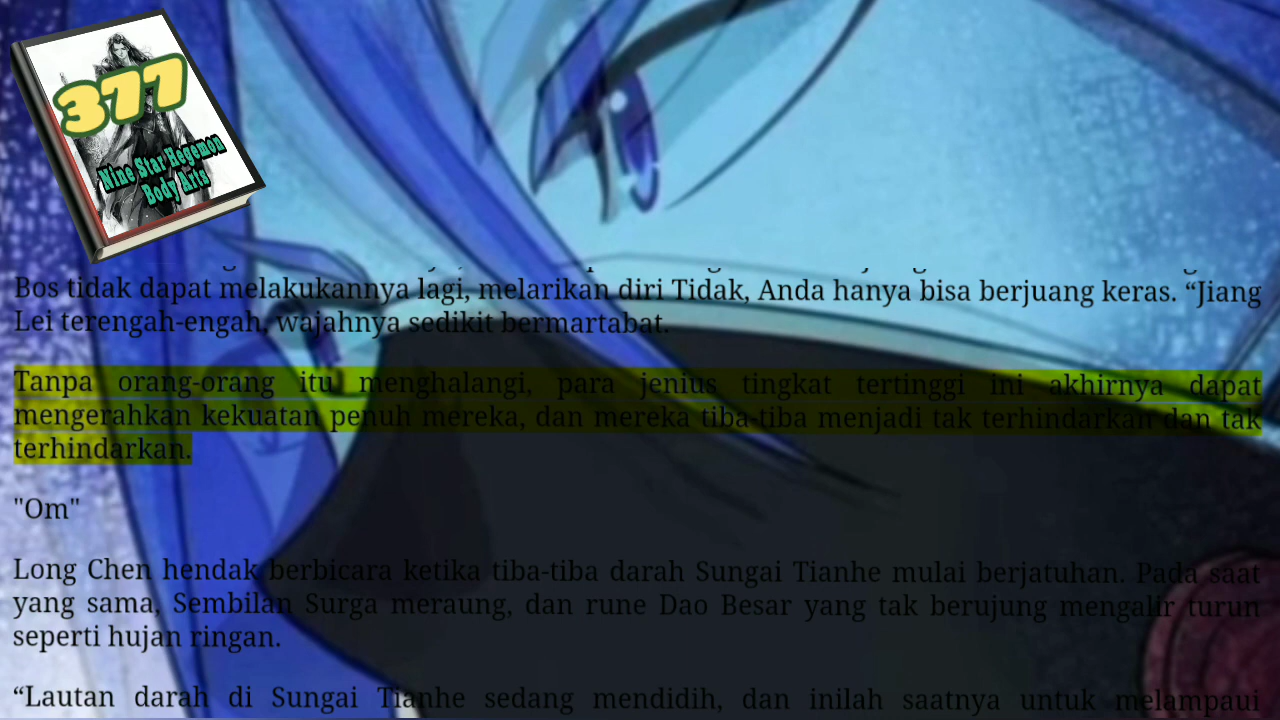 377
Nine Star Hegemon
Body Arts
Bos tidak dapat melakukannya lagi, melarikan diri Tidak, Anda hanya bisa berjuang keras. “Jiang
Lei terengah-engah, wajahnya sedikit bermartabat.
Tanpa orang-orang itu menghalangi, para jenius tingkat tertinggi ini akhirnya dapat
mengerahkan kekuatan penuh mereka, dan mereka tiba-tiba menjadi tak terhindarkan dan tak
terhindarkan.
"Om"
Long Chen hendak berbicara ketika tiba-tiba darah Sungai Tianhe mulai berjatuhan. Pada saat
yang sama, Sembilan Surga meraung, dan rune Dao Besar yang tak berujung mengalir turun
seperti hujan ringan.
“Lautan darah di Sungai Tianhe sedang mendidih, dan inilah saatnya untuk melampaui